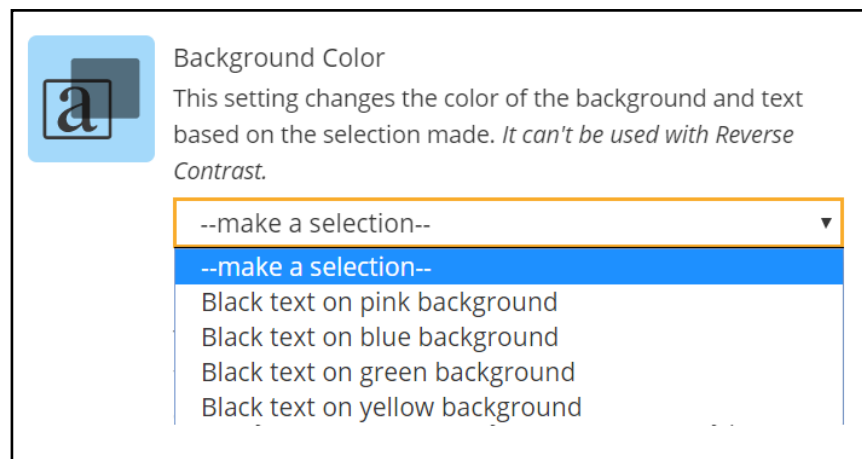 a
Background Color
This setting changes the color of the background and text
based on the selection made. It can't be used with Reverse
Contrast.
--make a selection--
--make a selection--
Black text on pink background
Black text on blue background
Black text on green background
Black text on yellow background